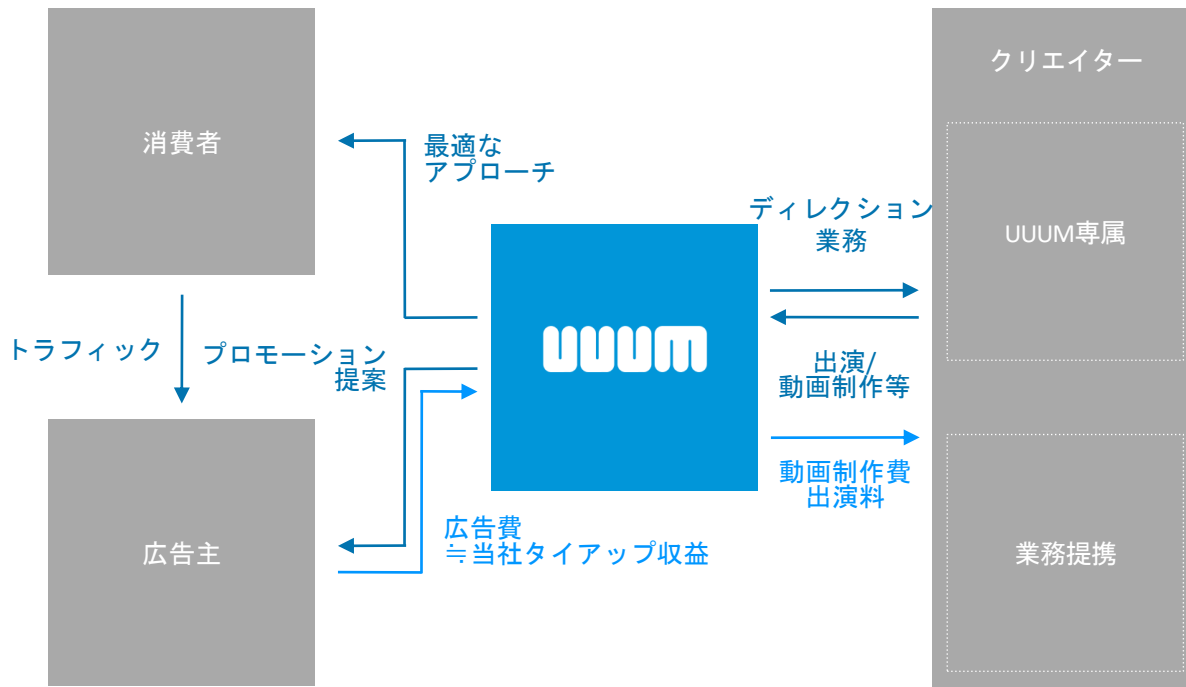 消費者
最適な
アプローチ
トラフィック
プロモーション
提案
広告主
UUUM
広告費
≒当社タイアップ収益
ディレクション
業務
出演/
動画制作等
動画制作費
出演料
クリエイター
UUUM専属
業務提携